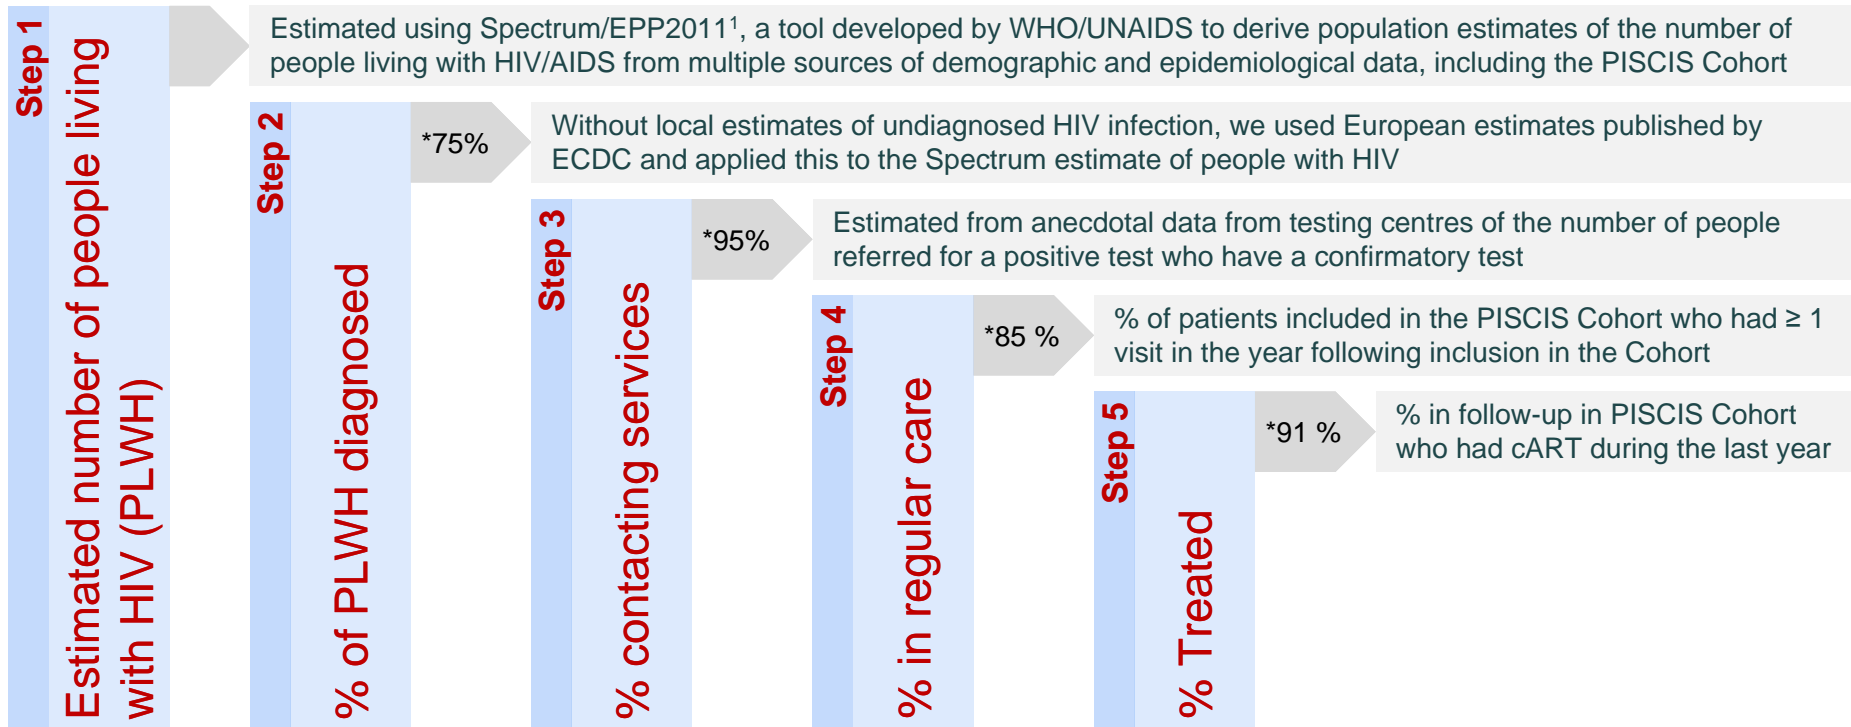 Step 1
Estimated number of people living
with HIV (PLWH)
Estimated using Spectrum/EPP2011¹, a tool developed by WHO/UNAIDS to derive population estimates of the number of
people living with HIV/AIDS from multiple sources of demographic and epidemiological data, including the PISCIS Cohort
Step 2
% of PLWH diagnosed
*75%
Without local estimates of undiagnosed HIV infection, we used European estimates published by
ECDC and applied this to the Spectrum estimate of people with HIV
Step 3
% contacting services
*95%
Estimated from anecdotal data from testing centres of the number of people
referred for a positive test who have a confirmatory test
Step 4
% in regular care
*85 %
% of patients included in the PISCIS Cohort who had ≥ 1
visit in the year following inclusion in the Cohort
Step 5
% Treated
*91 %
% in follow-up in PISCIS Cohort
who had cART during the last year